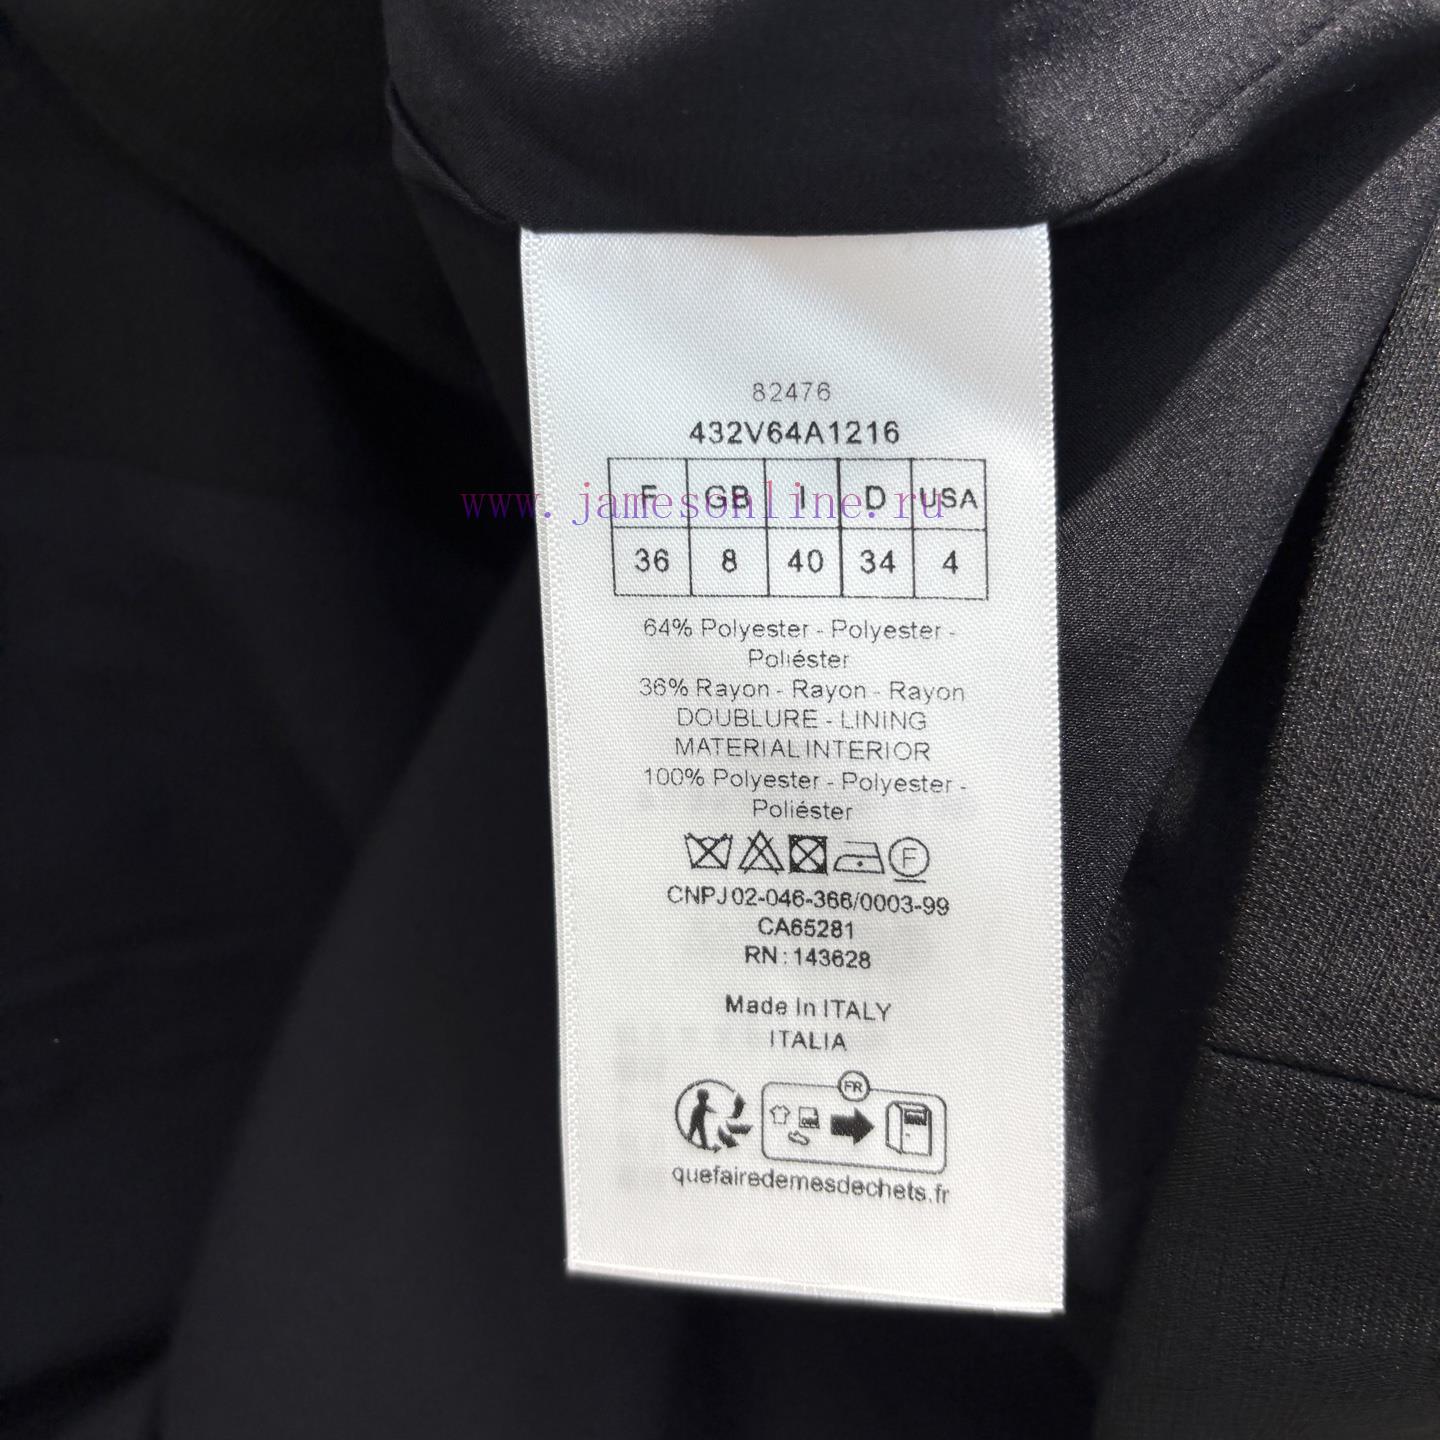 82476
432V64A1216
F GB I D USA
www.jamesonline.ru
36 8 40 34 4
64% Polyester - Polyester -
Poliéster
36% Rayon - Rayon - Rayon
DOUBLURE - LINING
MATERIAL INTERIOR
100% Polyester - Polyester -
Poliéster
F
CNPJ 02-046-366/0003-99
CA65281
RN : 143628
Made In ITALY
ITALIA
FR
quefairedemesdechets.fr